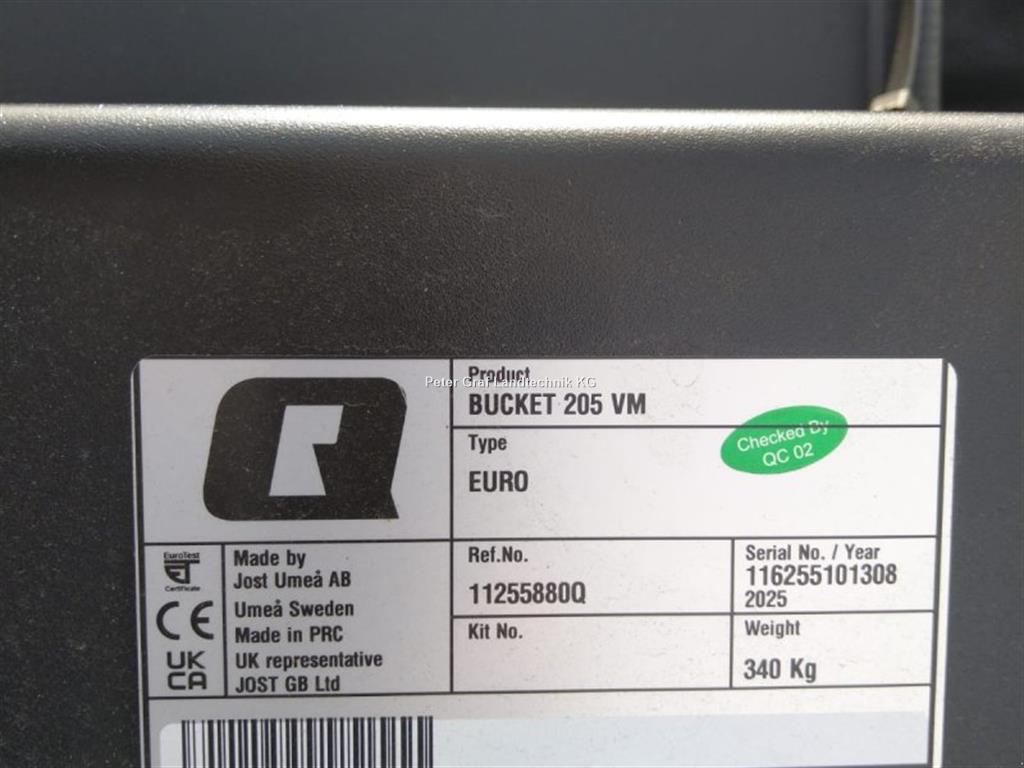 Product
Peter Graf Landtechnik KG
BUCKET 205 VM
Type
EURO
Checked By
QC 02
EuroTest
Certificate
CE
UK
CA
Made by
Jost Umeå AB
Umeå Sweden
Made in PRC
UK representative
JOST GB Ltd
Ref.No.
11255880Q
Kit No.
Serial No. / Year
116255101308
2025
Weight
340 Kg